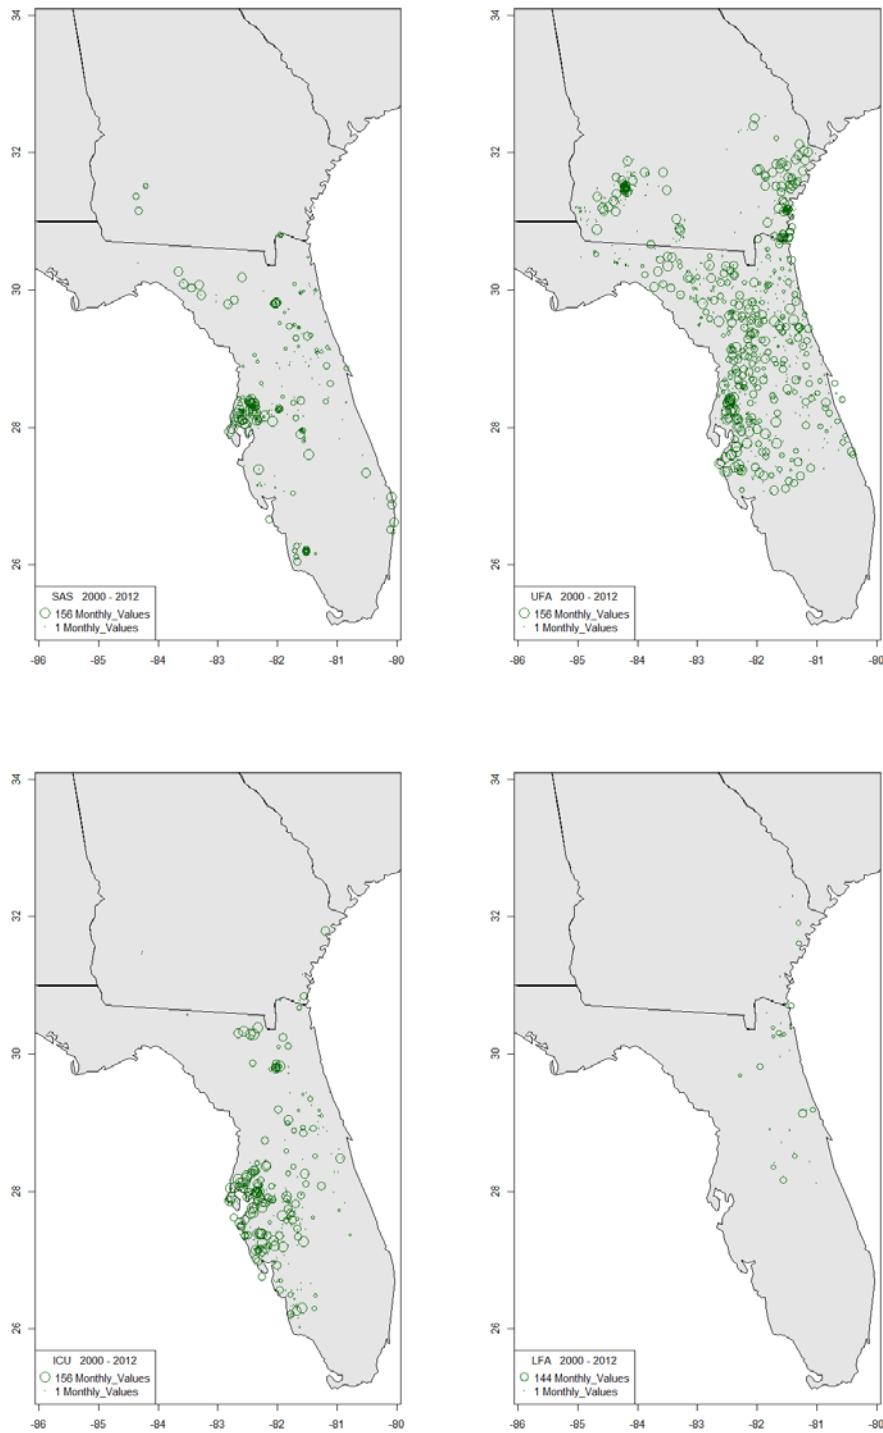 34
32
30
28
26
SAS 2000 - 2012
156 Monthly_Values
1 Monthly_Values
-86 -85 -84 -83 -82 -81 -80
34
32
30
28
26
UFA 2000 - 2012
156 Monthly_Values
1 Monthly_Values
-86 -85 -84 -83 -82 -81 -80
34
32
30
28
26
ICU 2000 - 2012
156 Monthly_Values
1 Monthly_Values
-86 -85 -84 -83 -82 -81 -80
34
32
30
28
26
LFA 2000 - 2012
144 Monthly_Values
1 Monthly_Values
-86 -85 -84 -83 -82 -81 -80